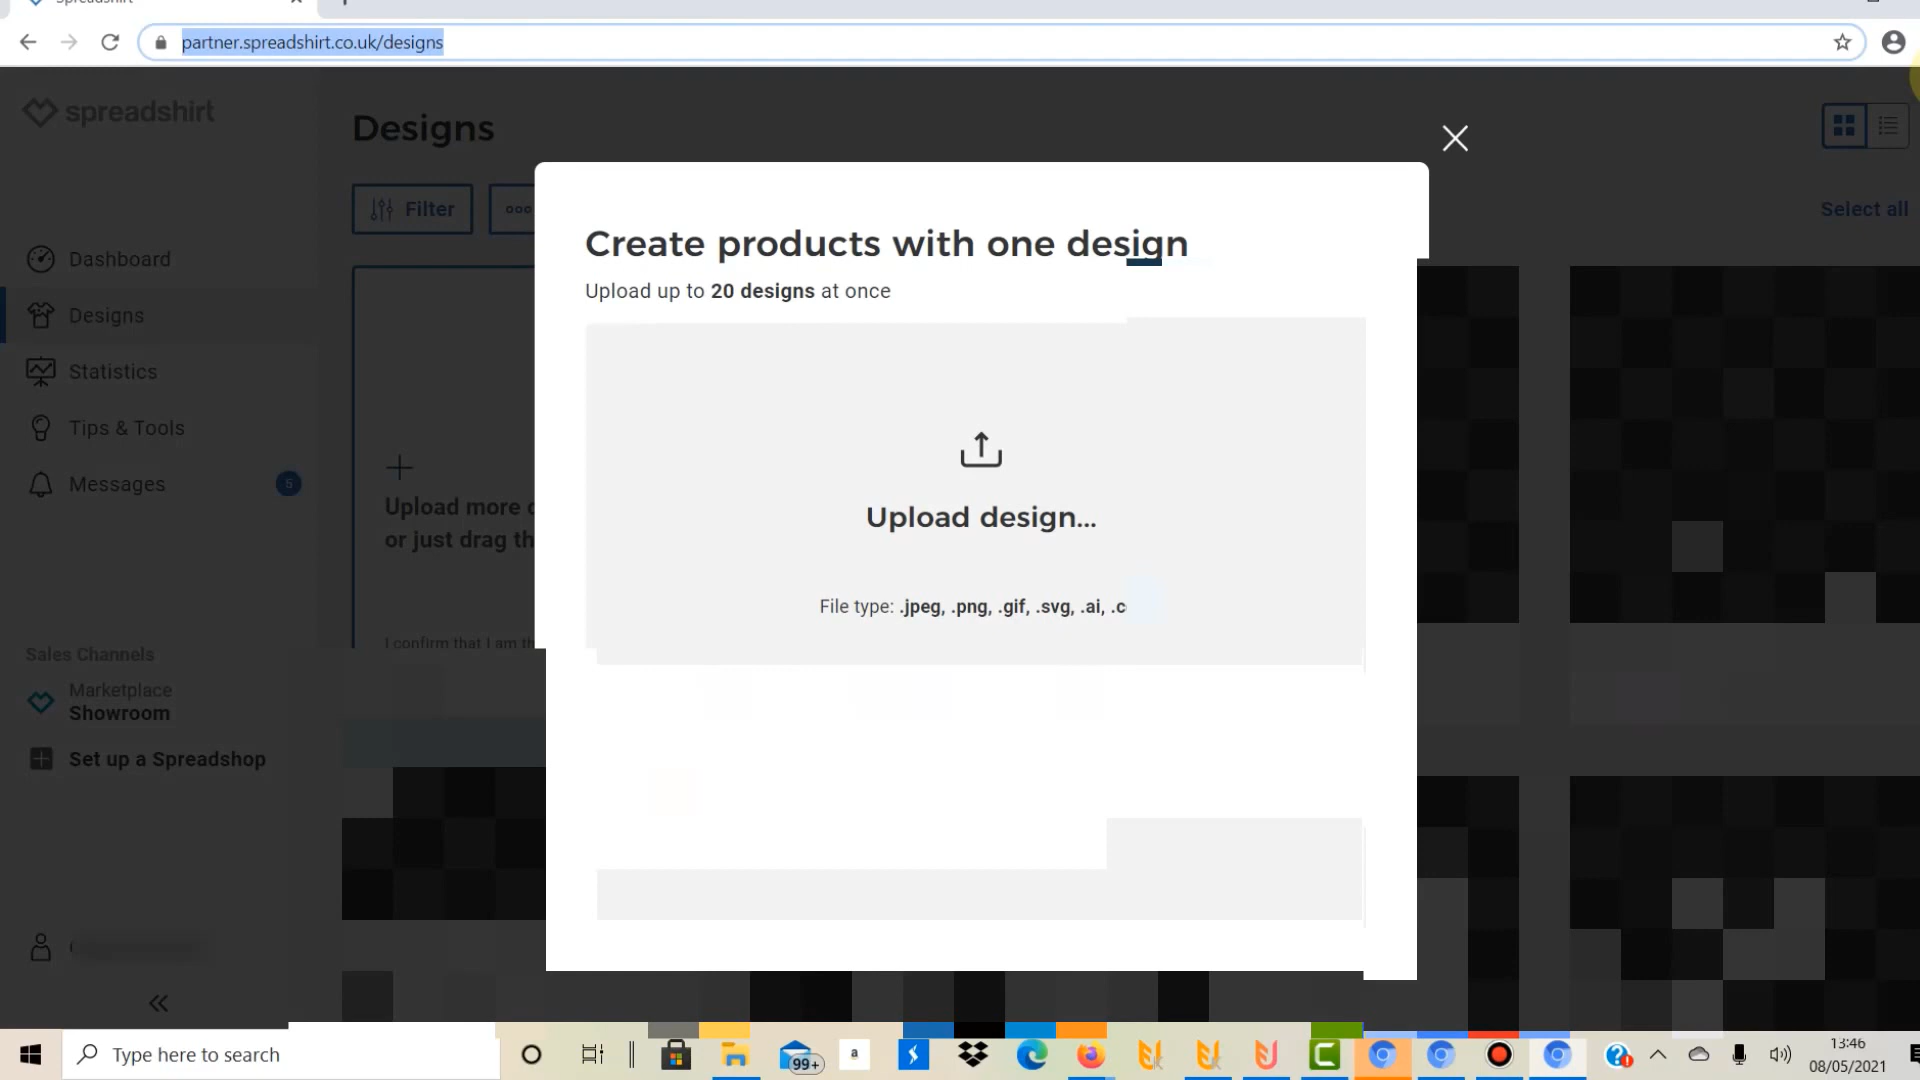 Spreadshirt
partner.spreadshirt.co.uk/designs
spreadshirt
Designs
Filter
Select all
Dashboard
Designs
Statistics
Tips & Tools
Messages
5
Upload more
or just drag
I confirm that I am
Create products with one design
Upload up to 20 designs at once
Upload design...
File type: .jpeg, .png, .gif, .svg, .ai, .c
Sales Channels
Marketplace
Showroom
Set up a Spreadshop
Type here to search
99+
a
13:46
08/05/2021